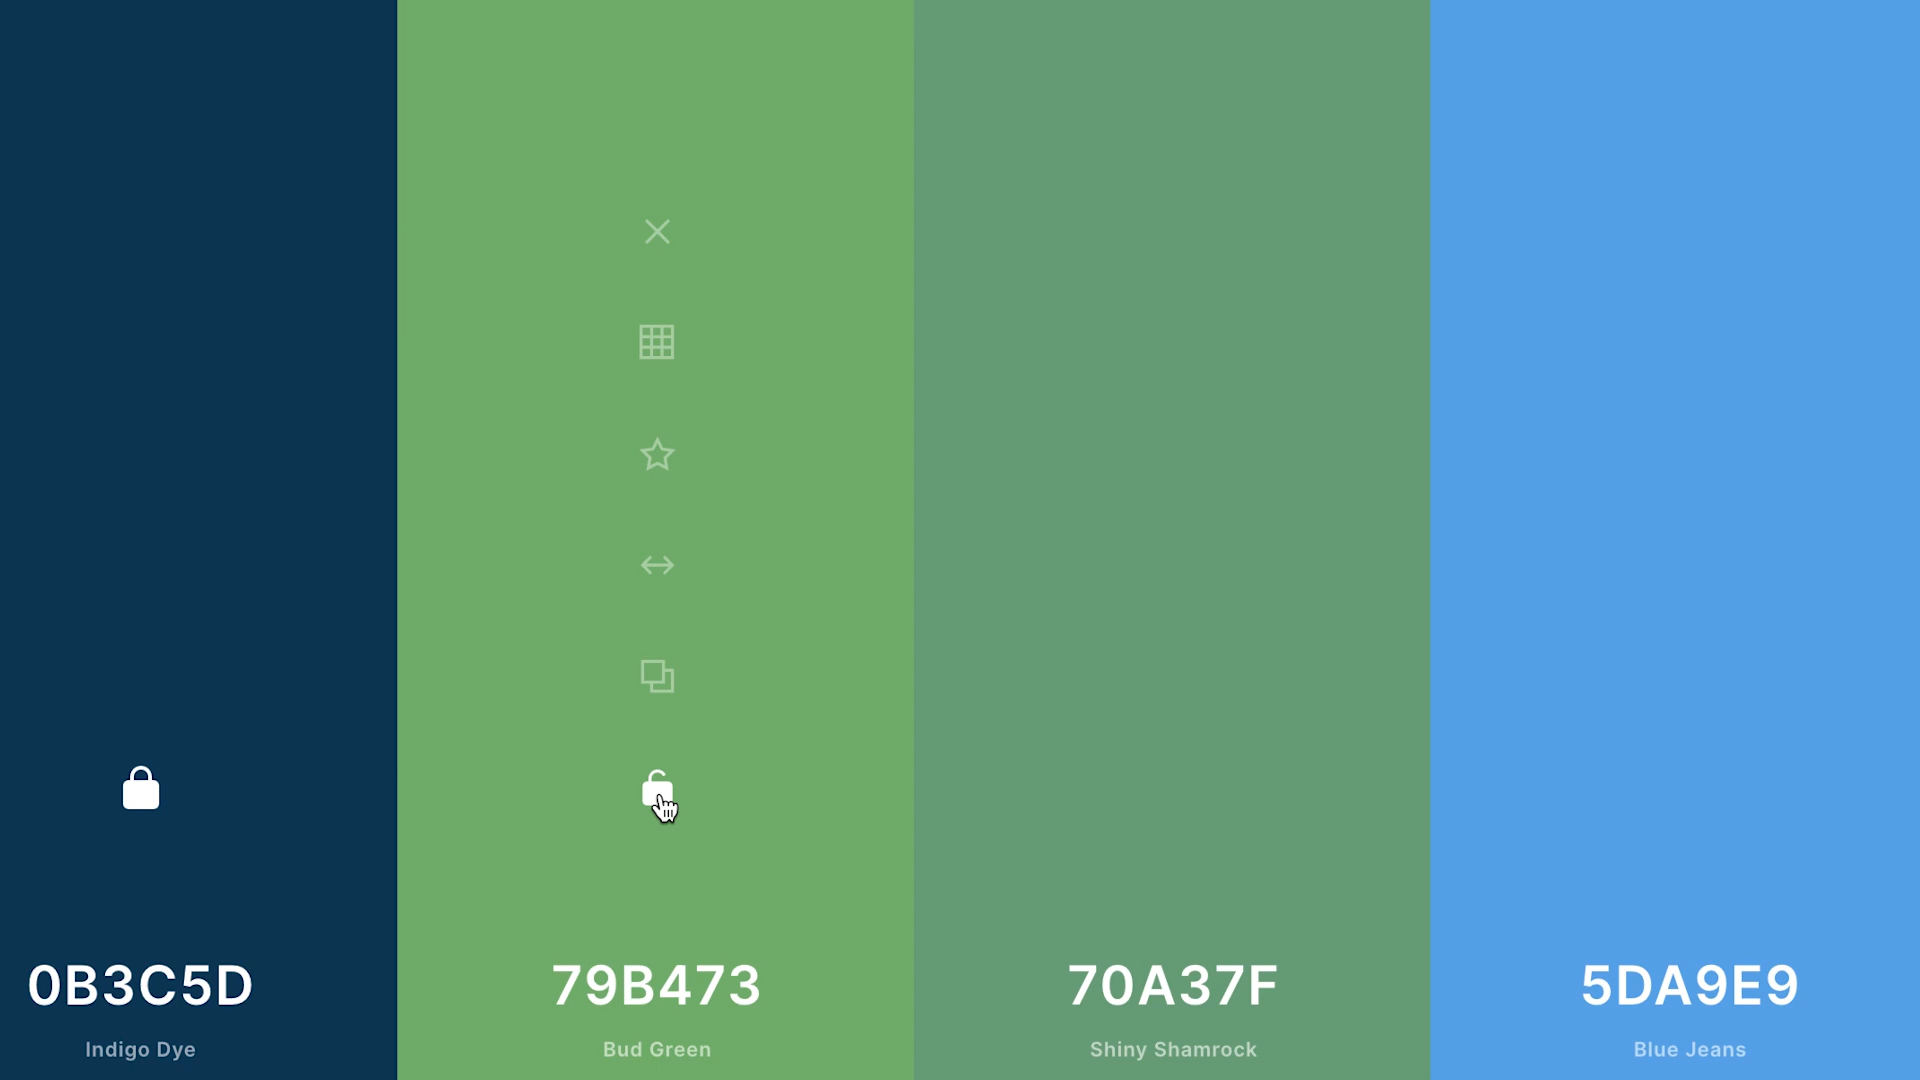 0B3C5D
Indigo Dye
79B473
Bud Green
70A37F
Shiny Shamrock
5DA9E9
Blue Jeans